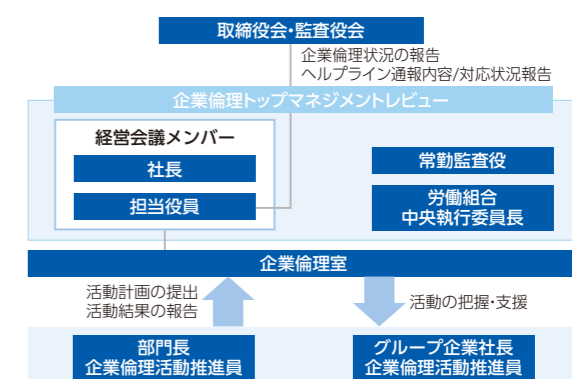 取締役会・監査役会
企業倫理状況の報告
ヘルプライン通報内容/対応状況報告
企業倫理トップマネジメントレビュー
経営会議メンバー
社長
担当役員
常勤監査役
労働組合
中央執行委員長
企業倫理室
活動計画の提出
活動結果の報告
活動の把握・支援
部門長
企業倫理活動推進員
グループ企業社長
企業倫理活動推進員